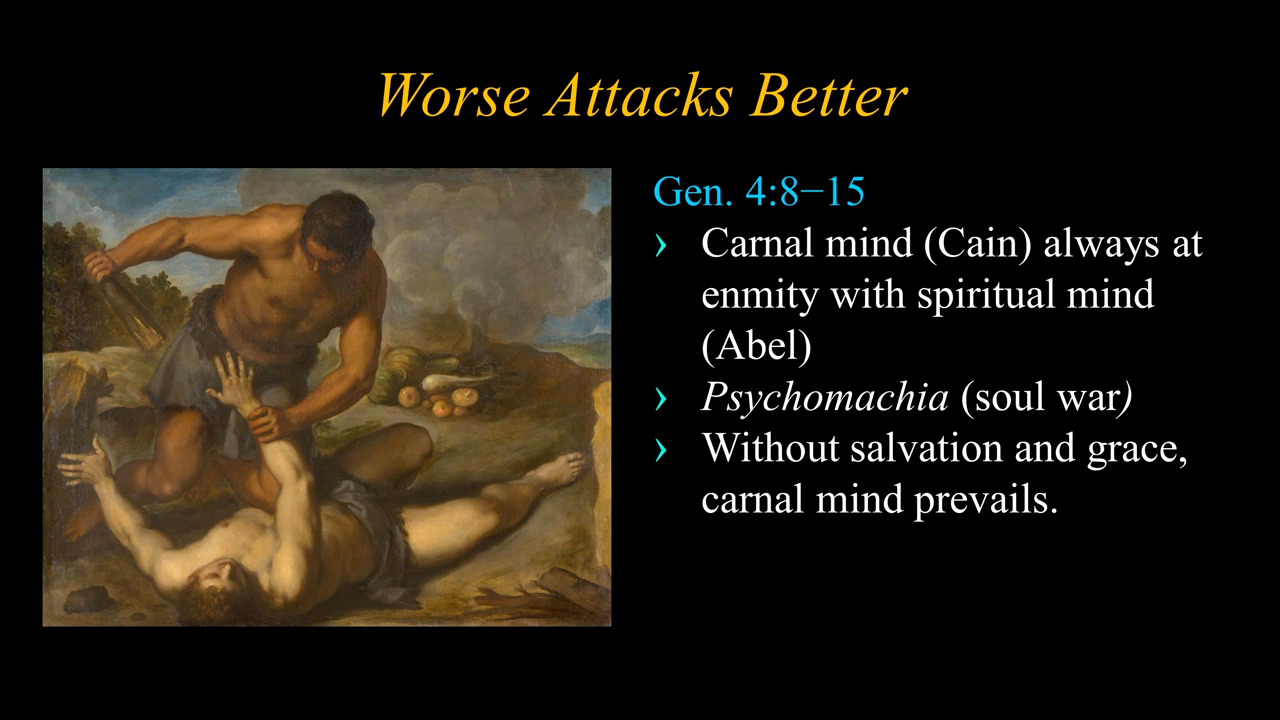 Worse Attacks Better
Gen. 4:8−15
› Carnal mind (Cain) always at
enmity with spiritual mind
(Abel)
› Psychomachia (soul war)
› Without salvation and grace,
carnal mind prevails.